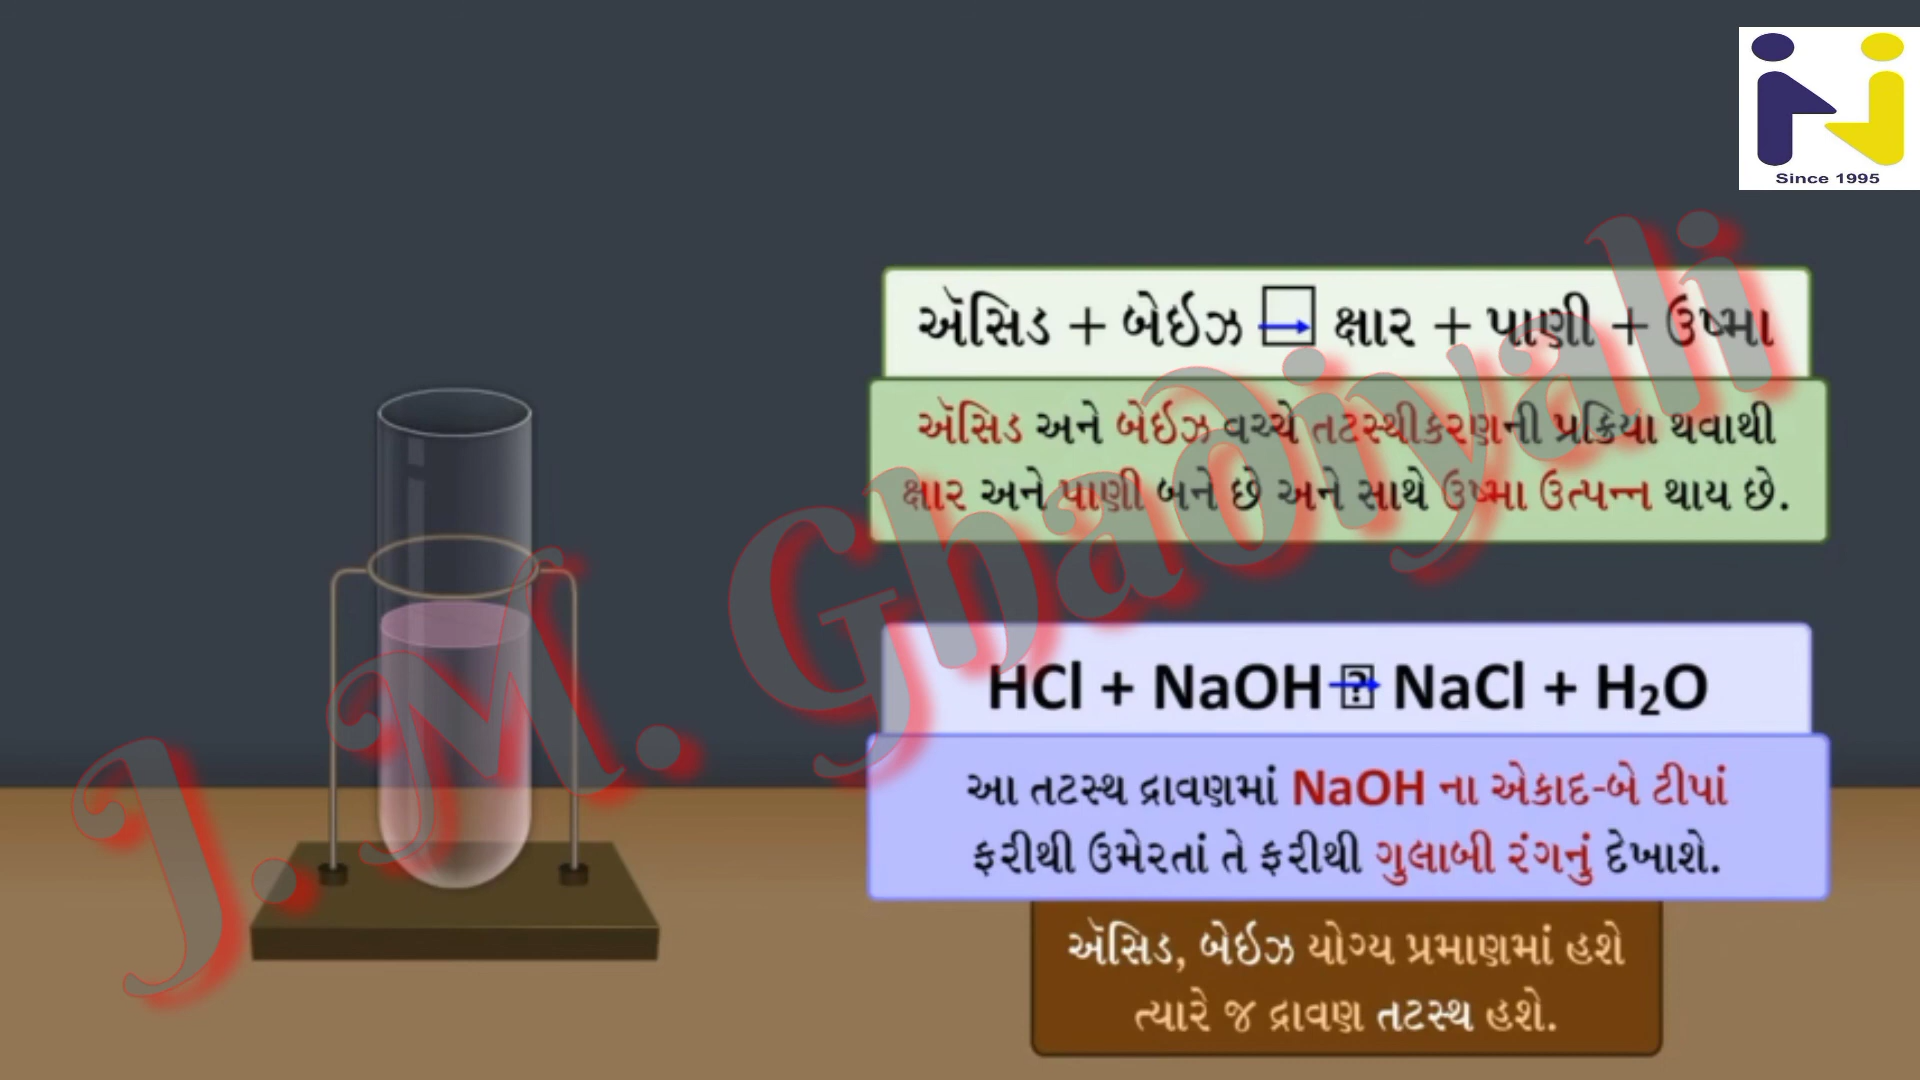 Since 1995
ઍસિડ + બેઇઝ → ક્ષાર + પાણી + ઉષ્મા
ઍસિડ અને બેઇઝ વચ્ચે તટસ્થીકરણની પ્રક્રિયા થવાથી
ક્ષાર અને પાણી બને છે અને સાથે ઉષ્મા ઉત્પન્ન થાય છે.
HCl + NaOH → NaCl + H₂O
આ તટસ્થ દ્રાવણમાં NaOH ના એકાદ-બે ટીપાં
ફરીથી ઉમેરતાં તે ફરીથી ગુલાબી રંગનું દેખાશે.
ઍસિડ, બેઇઝ યોગ્ય પ્રમાણમાં હશે
ત્યારે જ દ્રાવણ તટસ્થ હશે.
J. M. Ghadiyali